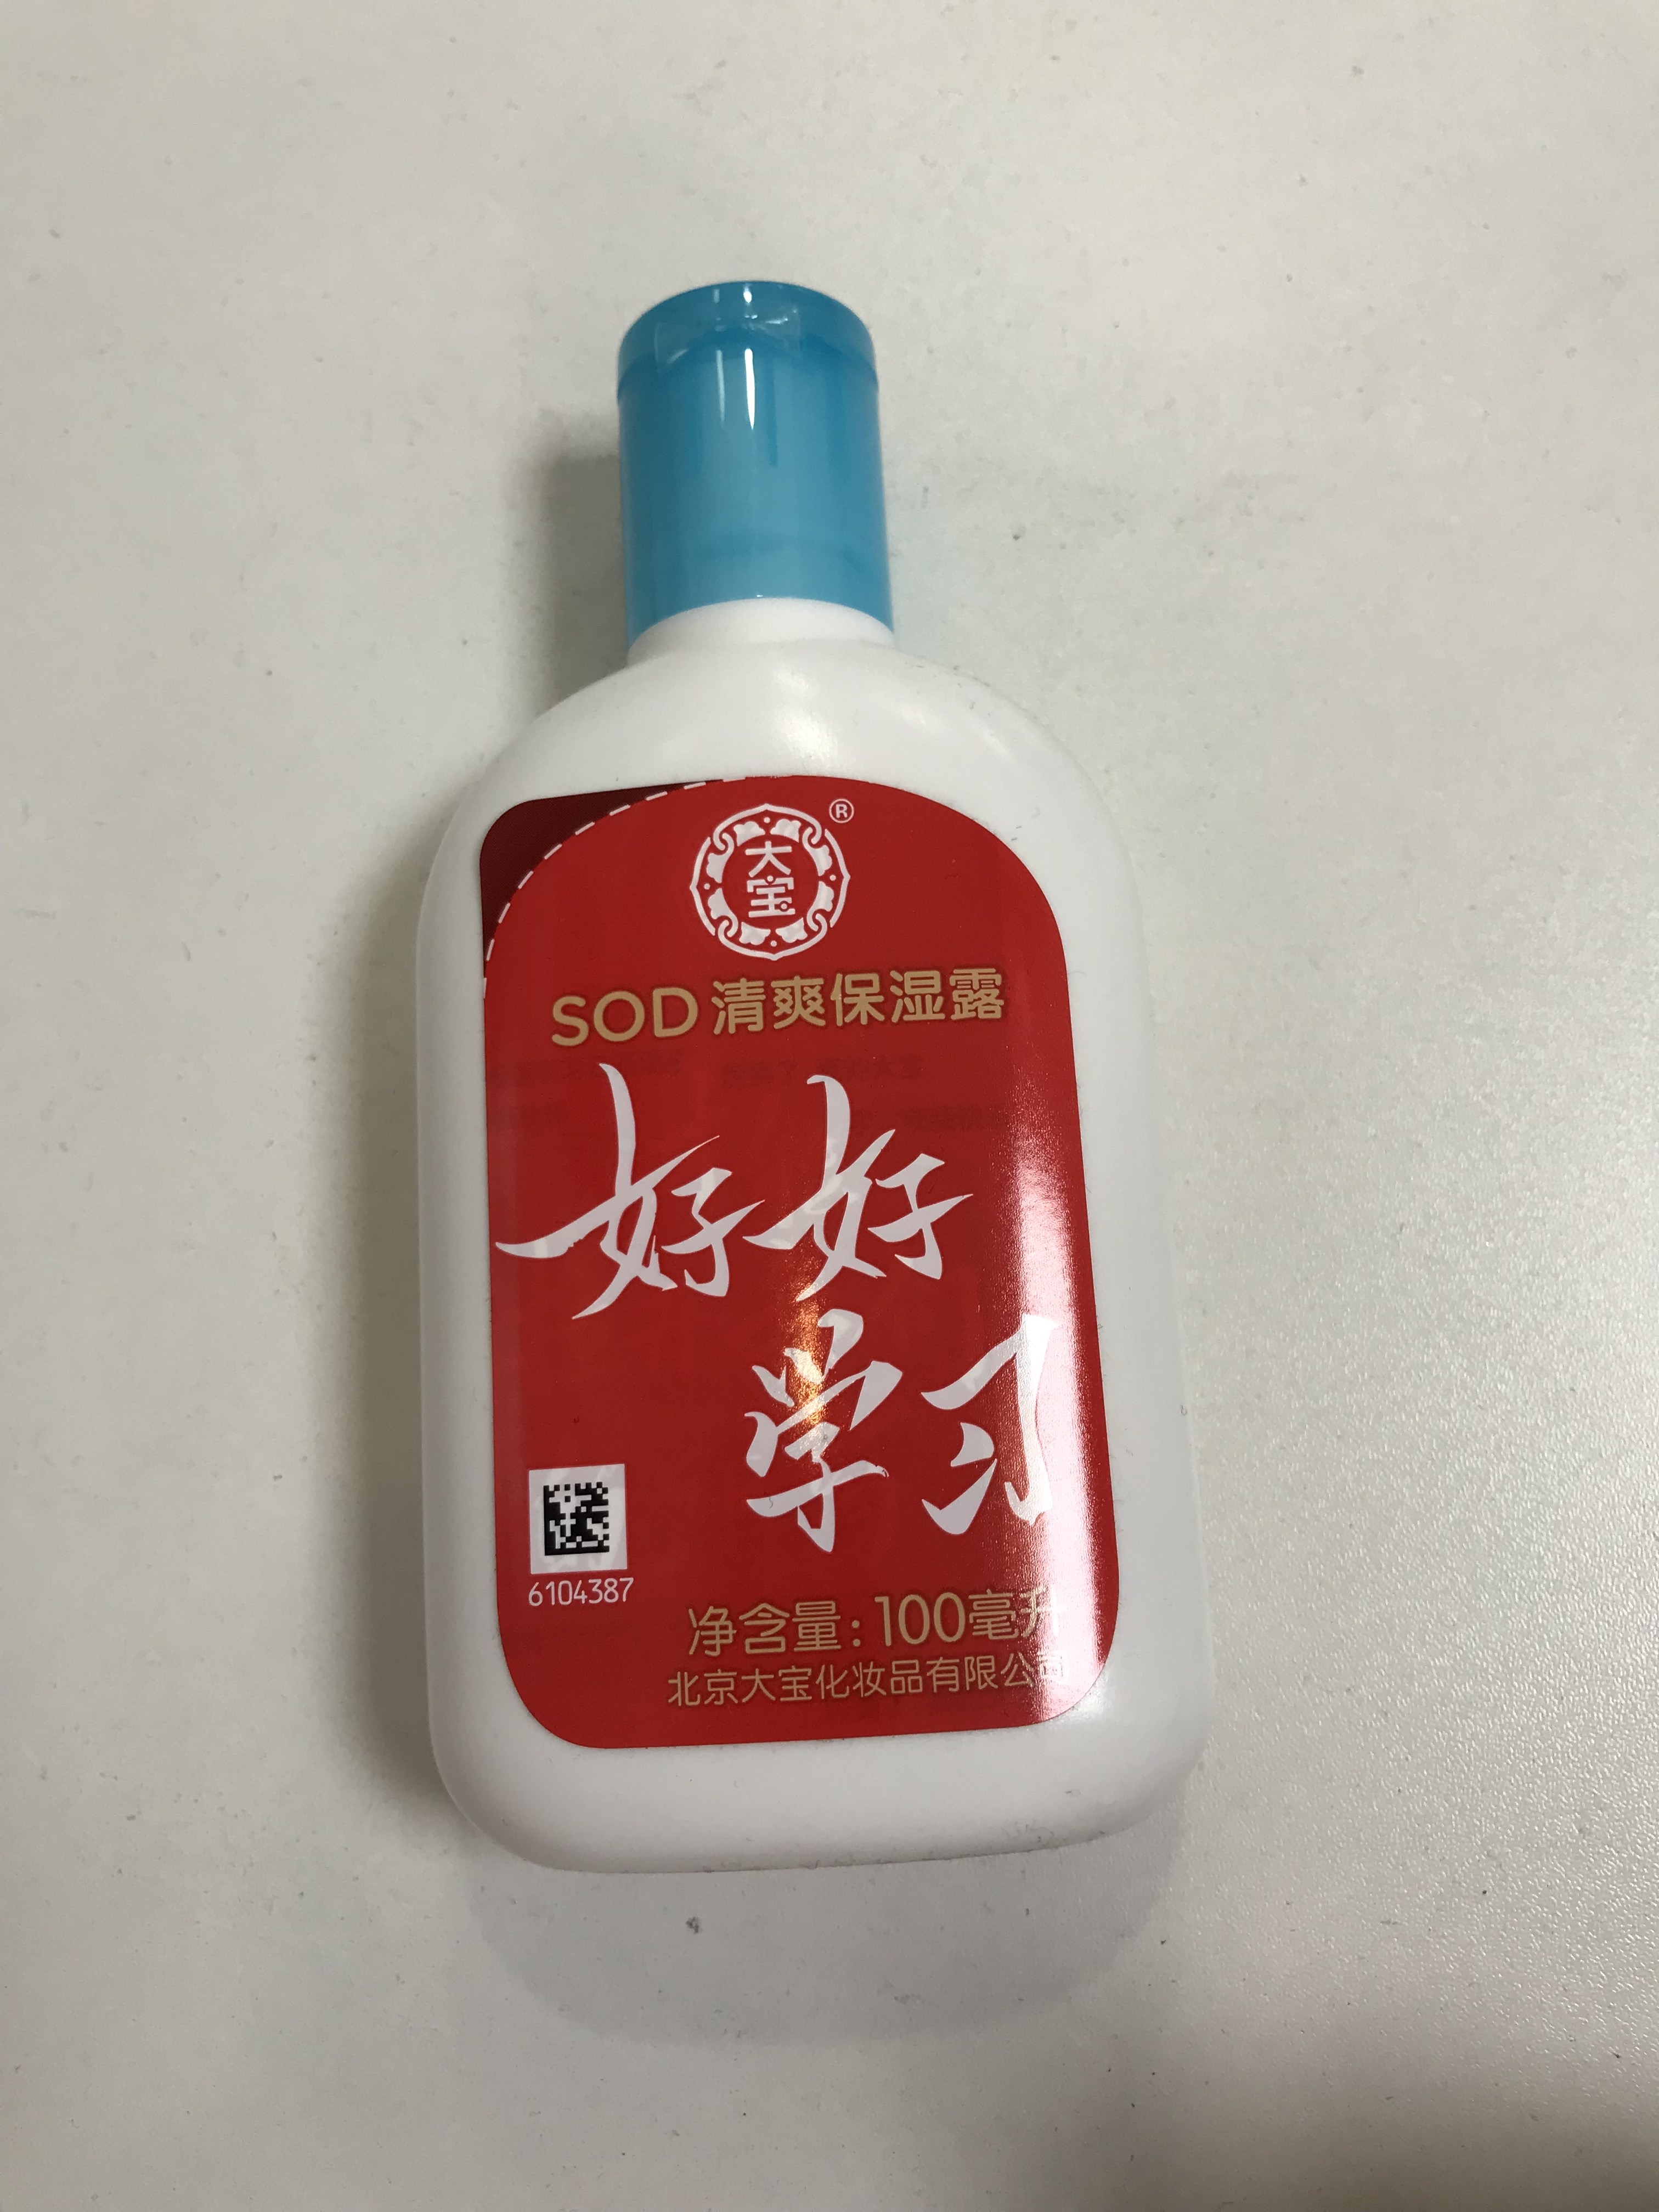 ®
大
宝
SOD清爽保湿露
好好
学习
6104387
净含量:100毫升
北京大宝化妆品有限公司